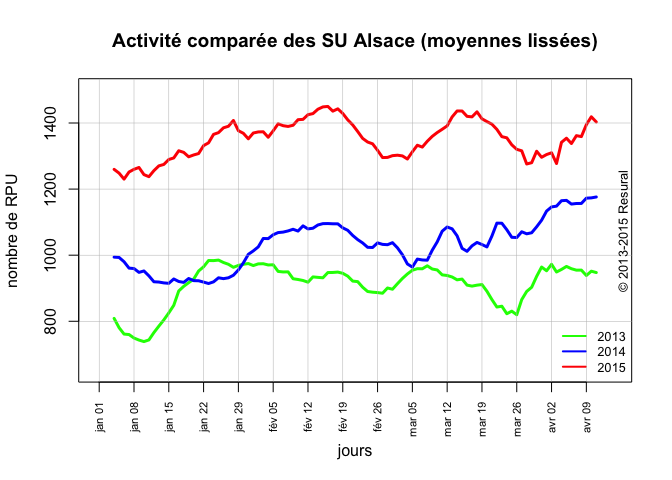 Activité comparée des SU Alsace (moyennes lissées)
nombre de RPU
1400
1200
1000
800
© 2013-2015 Resural
2013
2014
2015
jan 01
jan 08
jan 15
jan 22
jan 29
fév 05
fév 12
fév 19
fév 26
mar 05
mar 12
mar 19
mar 26
avr 02
avr 09
jours